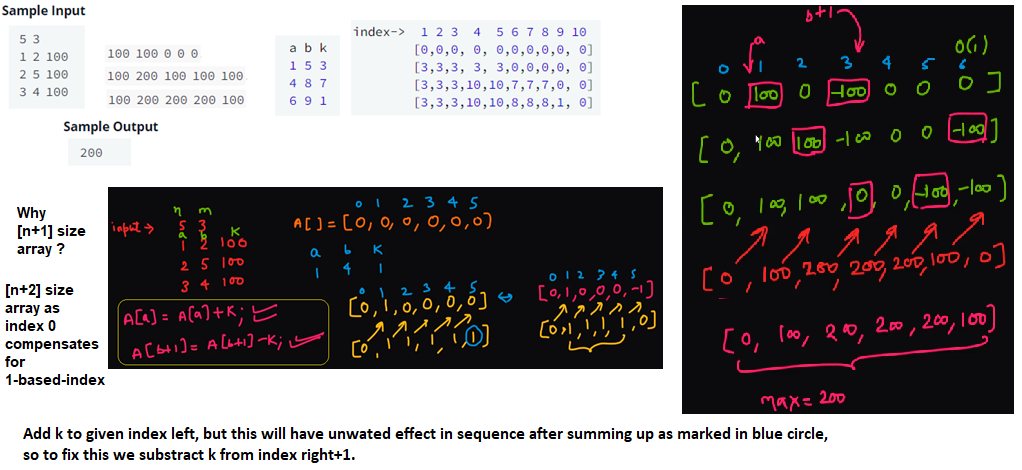 Sample Input
5 3
1 2 100
2 5 100
3 4 100
100 100 0 0 0
100 200 100 100 100
100 200 200 200 100
Sample Output
200
a b k
1 5 3
4 8 7
6 9 1
index-> 1 2 3 4 5 6 7 8 9 10
[0,0,0, 0, 0,0,0,0,0, 0]
[3,3,3, 3, 3,0,0,0,0, 0]
[3,3,3,10,10,7,7,7,0, 0]
[3,3,3,10,10,8,8,8,1, 0]
Why
[n+1] size
array ?
[n+2] size
array as
index 0
compensates
for
1-based-index
n m
input → 5 3
a b K
1 2 100
2 5 100
3 4 100
A[a] = A[a]+K;
A[b+1] = A[b+1]-K;
0 1 2 3 4 5
A[ ] = [0, 0, 0, 0, 0, 0]
a b K
1 4 1
0 1 2 3 4 5
[0, 1, 0, 0, 0, 0]
[0, 1, 1, 1, 1, 1]
0 1 2 3 4 5
[0, 1, 0, 0, 0, -1]
[0, 1, 1, 1, 1, 0]
b+1
a
O(1)
0 1 2 3 4 5 6
[ 0 100 0 -100 0 0 0 ]
[ 0, 100 100 -100 0 0 -100 ]
[ 0, 100, 100, 0, 0, -100, -100 ]
[ 0, 100, 200, 200, 200, 100, 0 ]
[ 0, 100, 200, 200, 200, 100 ]
max = 200
Add k to given index left, but this will have unwated effect in sequence after summing up as marked in blue circle,
so to fix this we substract k from index right+1.